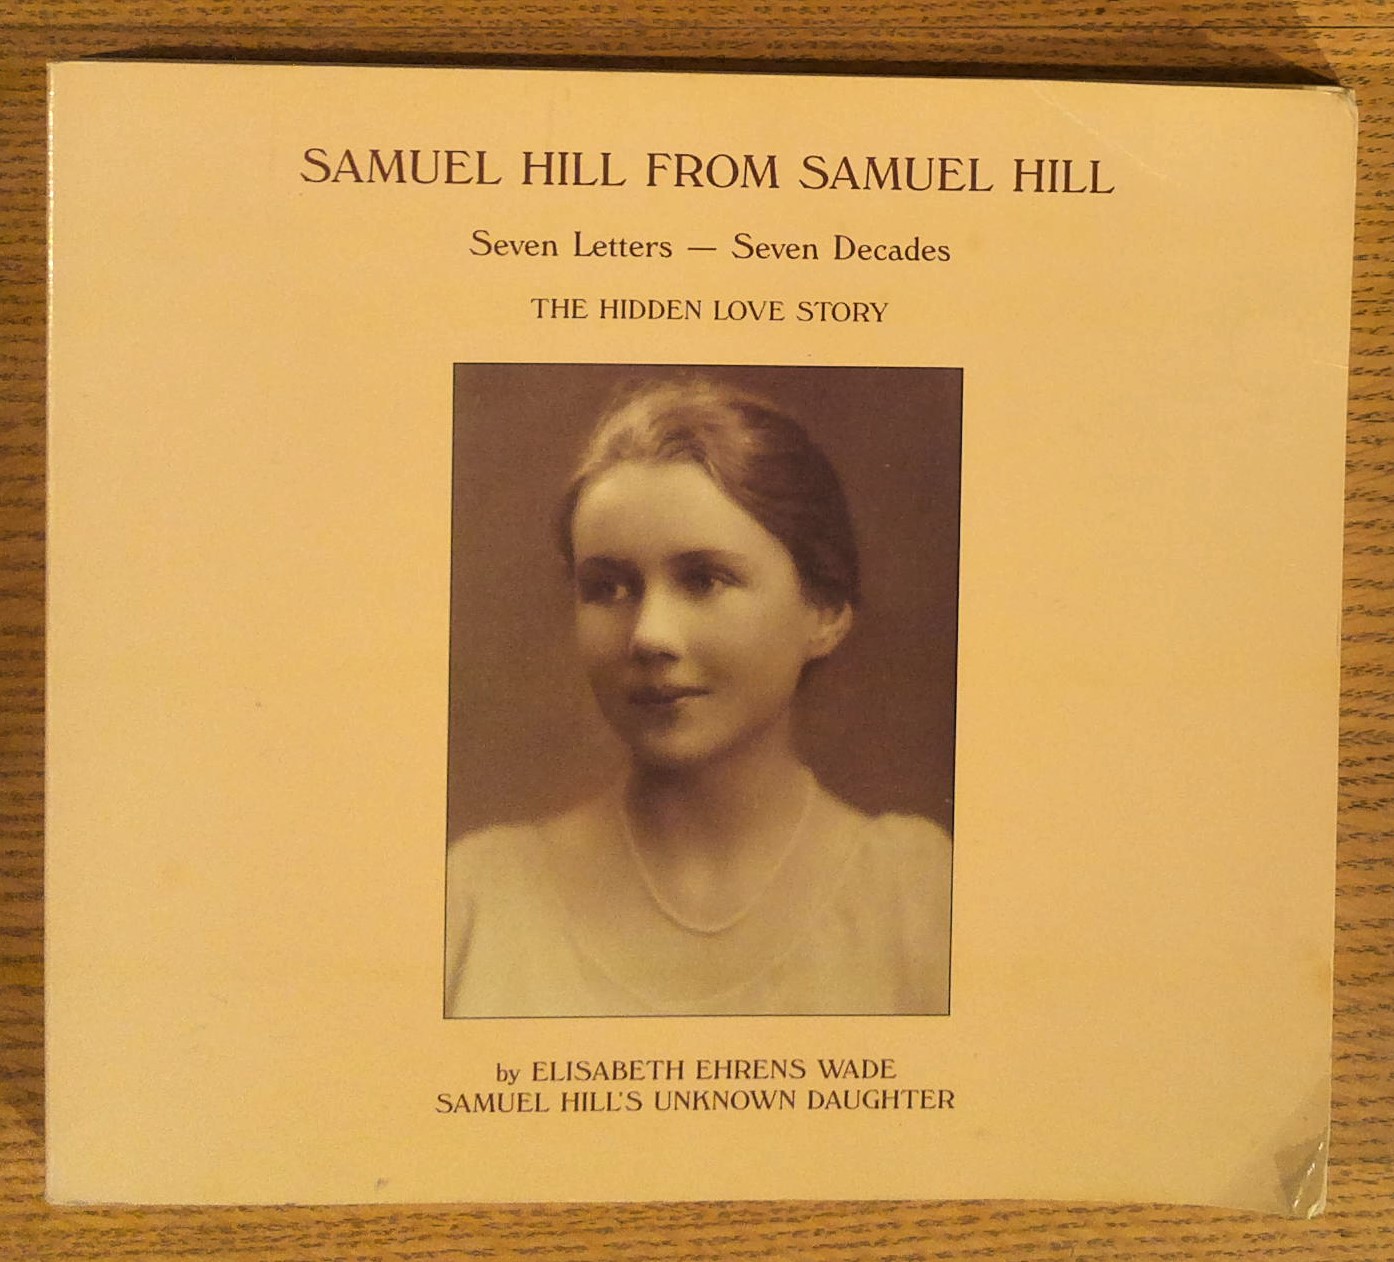 SAMUEL HILL FROM SAMUEL HILL
Seven Letters — Seven Decades
THE HIDDEN LOVE STORY
by ELISABETH EHRENS WADE
SAMUEL HILL'S UNKNOWN DAUGHTER